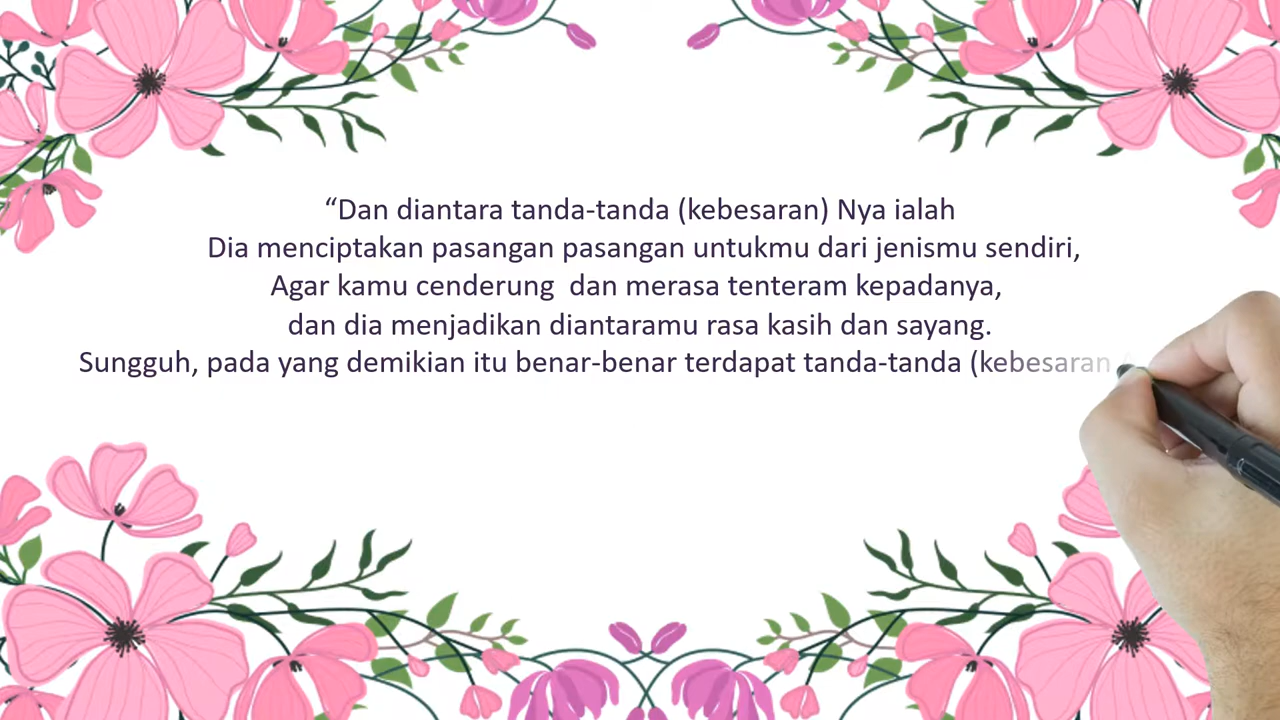 “Dan diantara tanda-tanda (kebesaran) Nya ialah
Dia menciptakan pasangan pasangan untukmu dari jenismu sendiri,
Agar kamu cenderung  dan merasa tenteram kepadanya,
dan dia menjadikan diantaramu rasa kasih dan sayang.
Sungguh, pada yang demikian itu benar-benar terdapat tanda-tanda (kebesaran